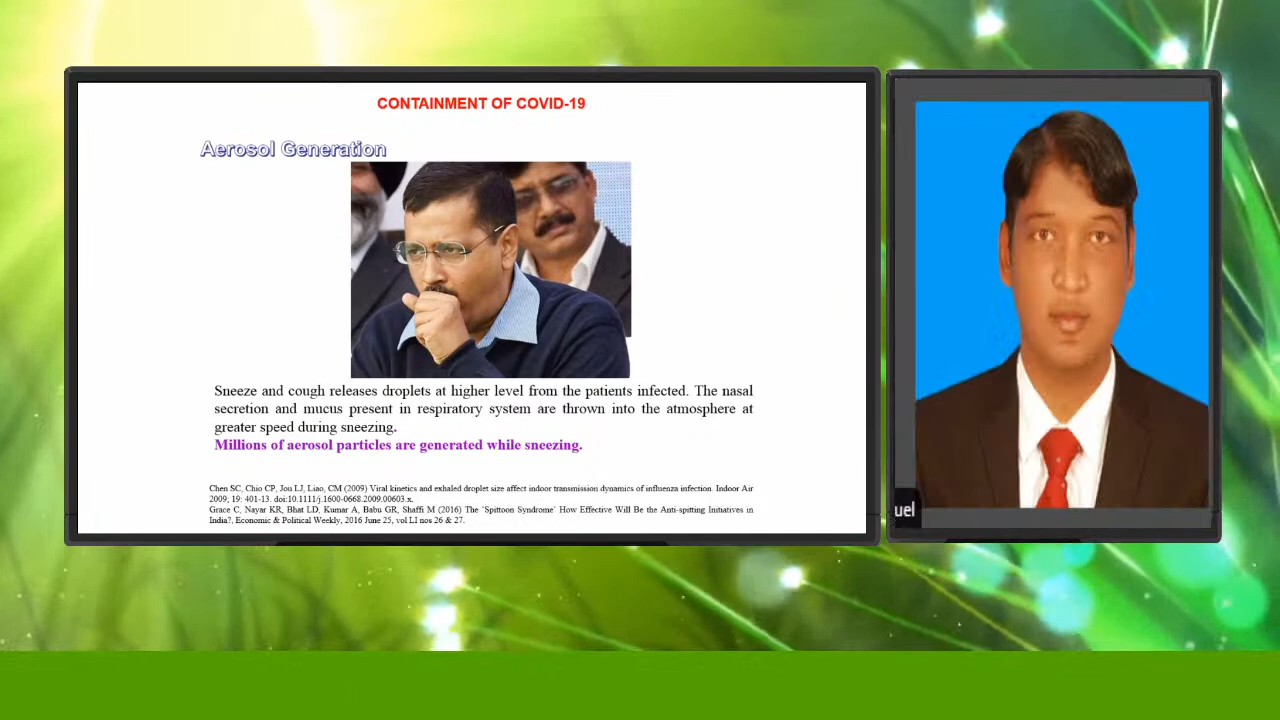 CONTAINMENT OF COVID-19
Aerosol Generation
Sneeze and cough releases droplets at higher level from the patients infected. The nasal
secretion and mucus present in respiratory system are thrown into the atmosphere at
greater speed during sneezing.
Millions of aerosol particles are generated while sneezing.
Chen SC, Chio CP, Jou LJ, Liao, CM (2009) Viral kinetics and exhaled droplet size affect indoor transmission dynamics of influenza infection. Indoor Air
2009; 19: 401-13. doi:10.1111/j.1600-0668.2009.00603.x.
Grace C, Nayar KR, Bhat LD, Kumar A, Babu GR, Shaffi M (2016) The ‘Spittoon Syndrome’ How Effective Will Be the Anti-spitting Initiatives in
India?, Economic & Political Weekly, 2016 June 25, vol LI nos 26 & 27.
uel